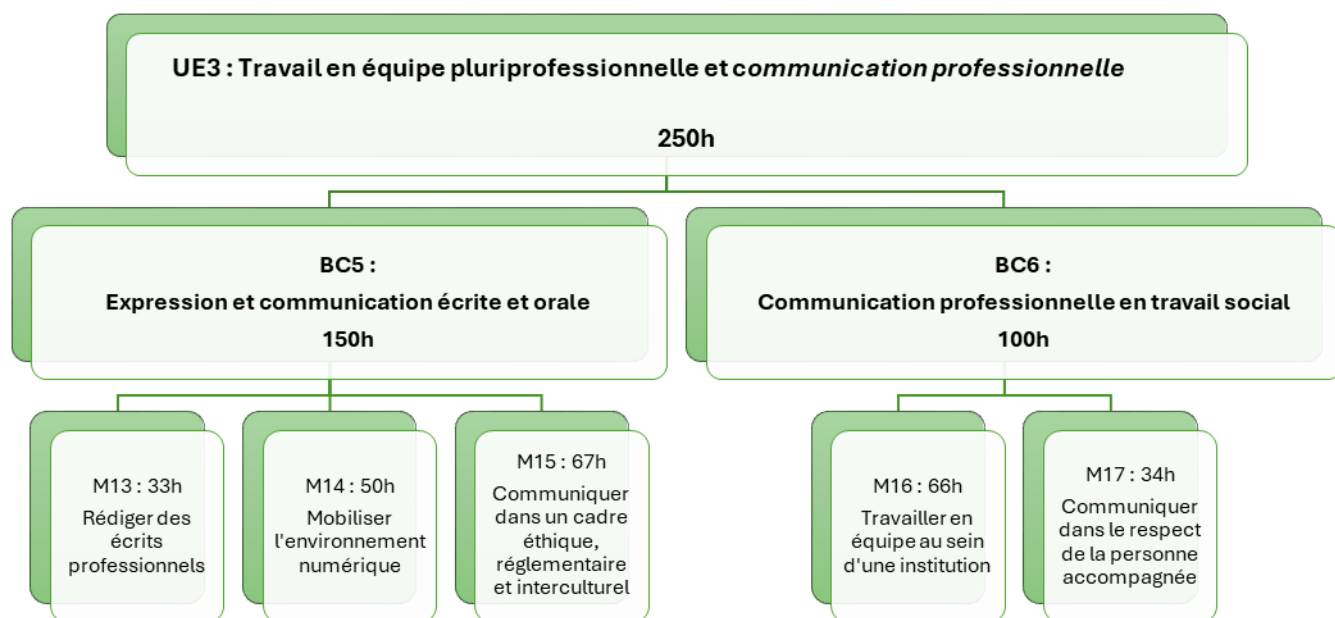 UE3 : Travail en équipe pluriprofessionnelle et communication professionnelle
250h
BC5 :
Expression et communication écrite et orale
150h
BC6 :
Communication professionnelle en travail social
100h
M13 : 33h
Rédiger des
écrits
professionnels
M14 : 50h
Mobiliser
l'environnement
numérique
M15 : 67h
Communiquer
dans un cadre
éthique,
réglementaire
et interculturel
M16 : 66h
Travailler en
équipe au sein
d'une institution
M17 : 34h
Communiquer
dans le respect
de la personne
accompagnée